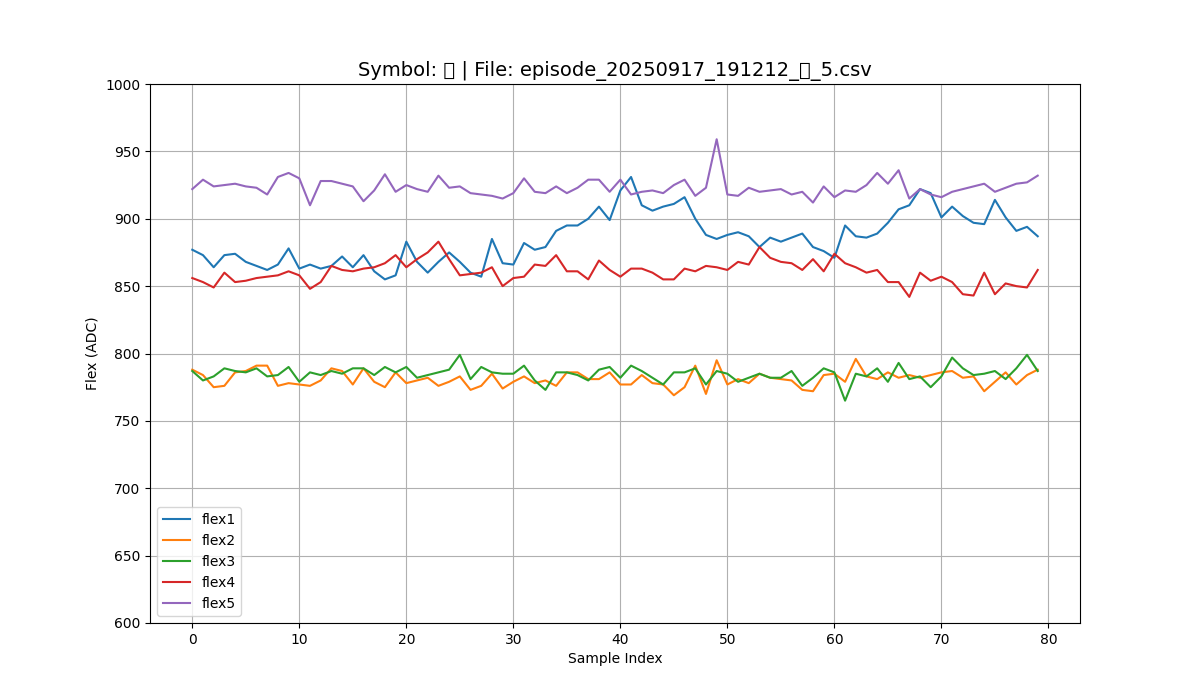 Symbol: | File: episode_20250917_191212_ _5.csv
1000
950
900
850
800
750
700
650
600
Flex (ADC)
flex1
flex2
flex3
flex4
flex5
0 10 20 30 40 50 60 70 80
Sample Index